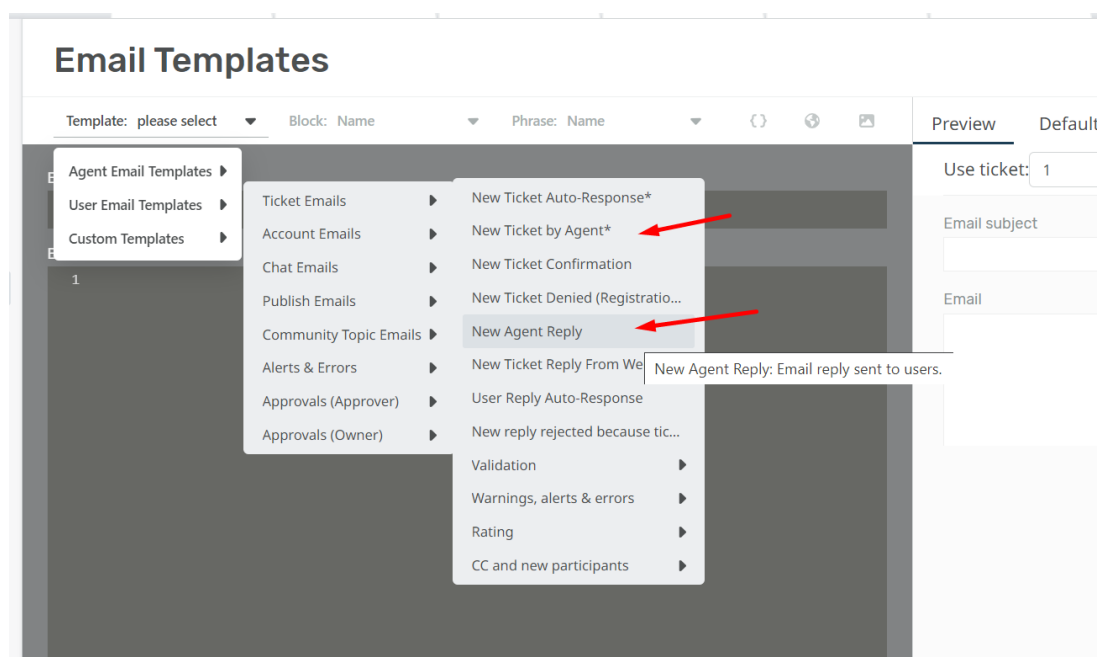 Email Templates
Template: please select
Block: Name
Phrase: Name
Preview
Default
Use ticket: 1
Email subject
Email
Agent Email Templates
User Email Templates
Custom Templates
1
Ticket Emails
Account Emails
Chat Emails
Publish Emails
Community Topic Emails
Alerts & Errors
Approvals (Approver)
Approvals (Owner)
New Ticket Auto-Response*
New Ticket by Agent*
New Ticket Confirmation
New Ticket Denied (Registratio...
New Agent Reply
New Ticket Reply From We
New Agent Reply: Email reply sent to users.
User Reply Auto-Response
New reply rejected because tic...
Validation
Warnings, alerts & errors
Rating
CC and new participants